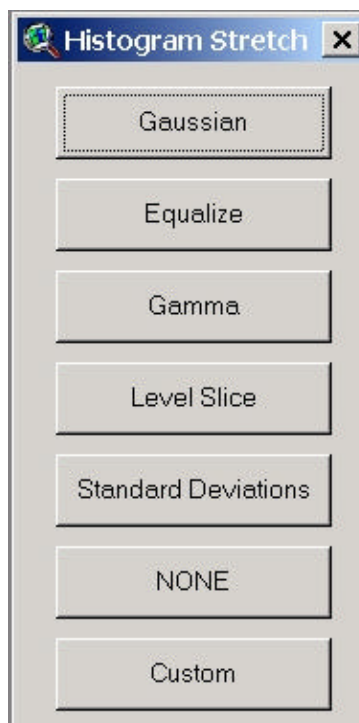 Histogram Stretch
Gaussian
Equalize
Gamma
Level Slice
Standard Deviations
NONE
Custom